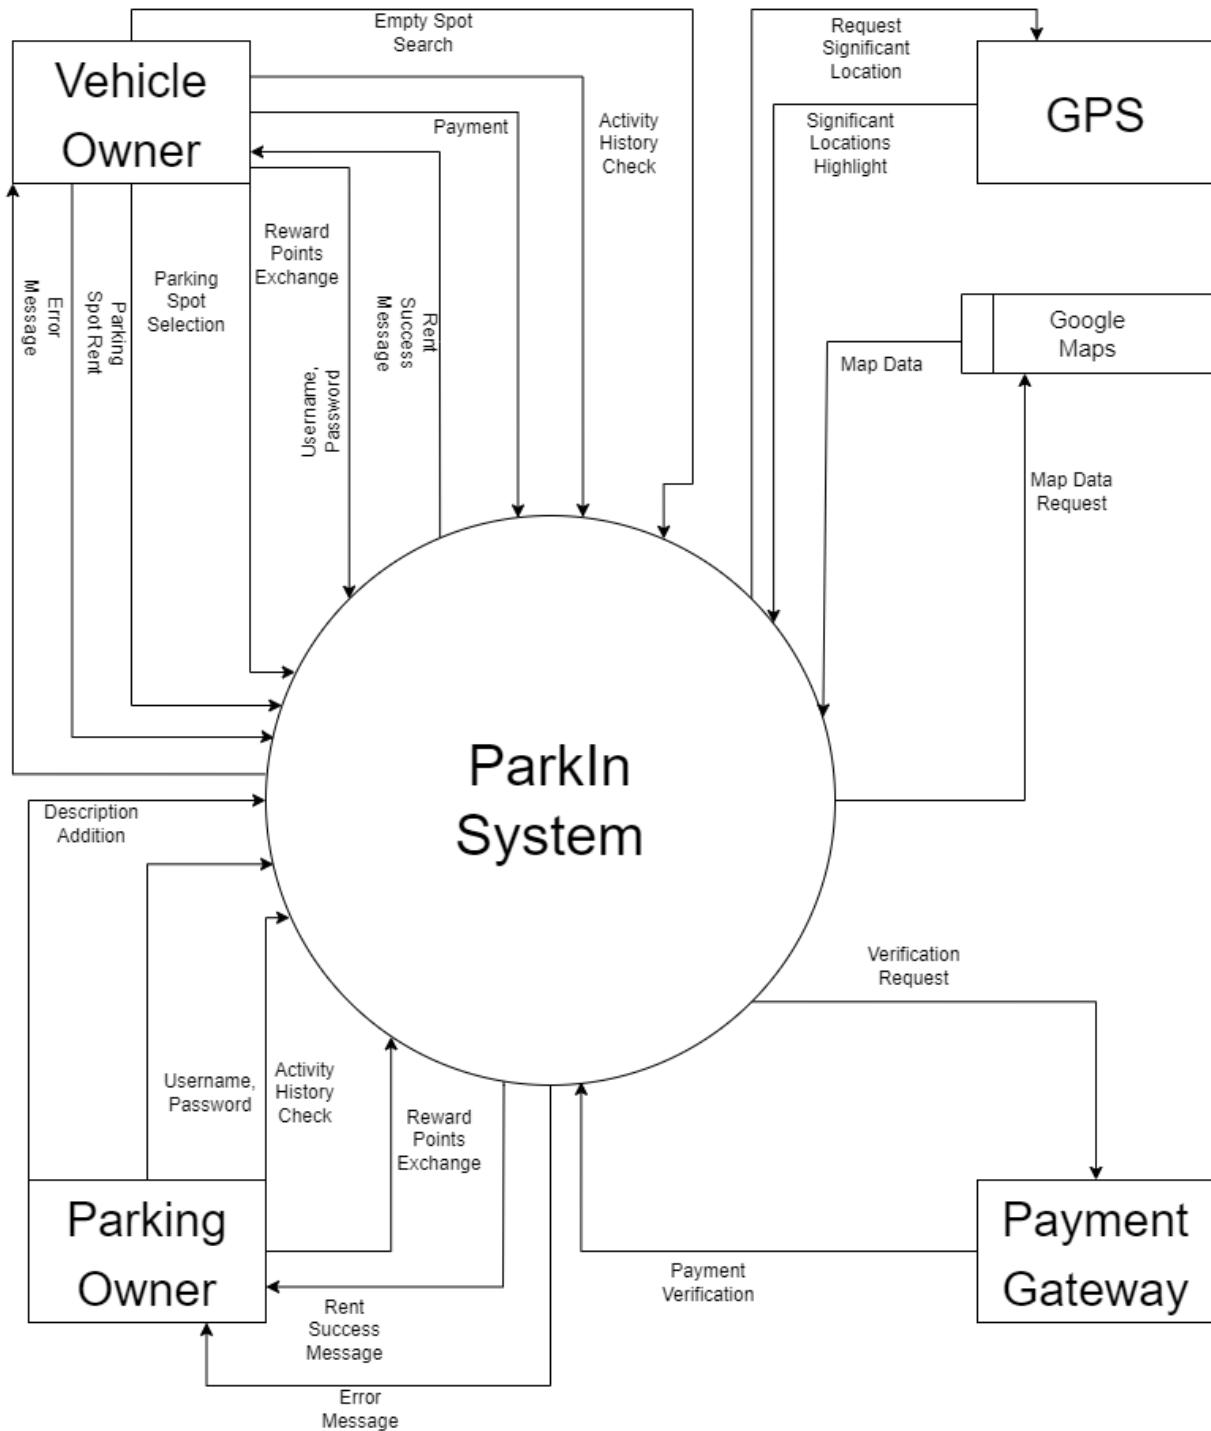 Empty Spot
Search
Request
Significant
Location
Vehicle
Owner
GPS
Payment
Activity
History
Check
Significant
Locations
Highlight
Reward
Points
Exchange
Parking
Spot
Selection
Error
Message
Parking
Spot Rent
Rent
Success
Message
Username,
Password
Google
Maps
Map Data
Map Data
Request
ParkIn
System
Description
Addition
Verification
Request
Username,
Password
Activity
History
Check
Reward
Points
Exchange
Parking
Owner
Payment
Gateway
Payment
Verification
Rent
Success
Message
Error
Message